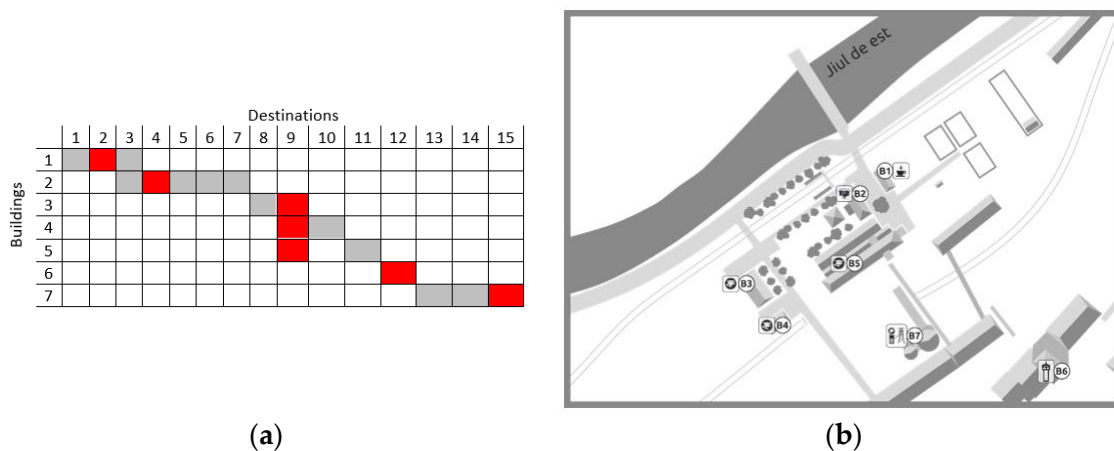 Destinations
1 2 3 4 5 6 7 8 9 10 11 12 13 14 15
Buildings
1
2
3
4
5
6
7
(a)
Jiul de est
B1
B2
B5
B3
B4
B7
B6
(b)